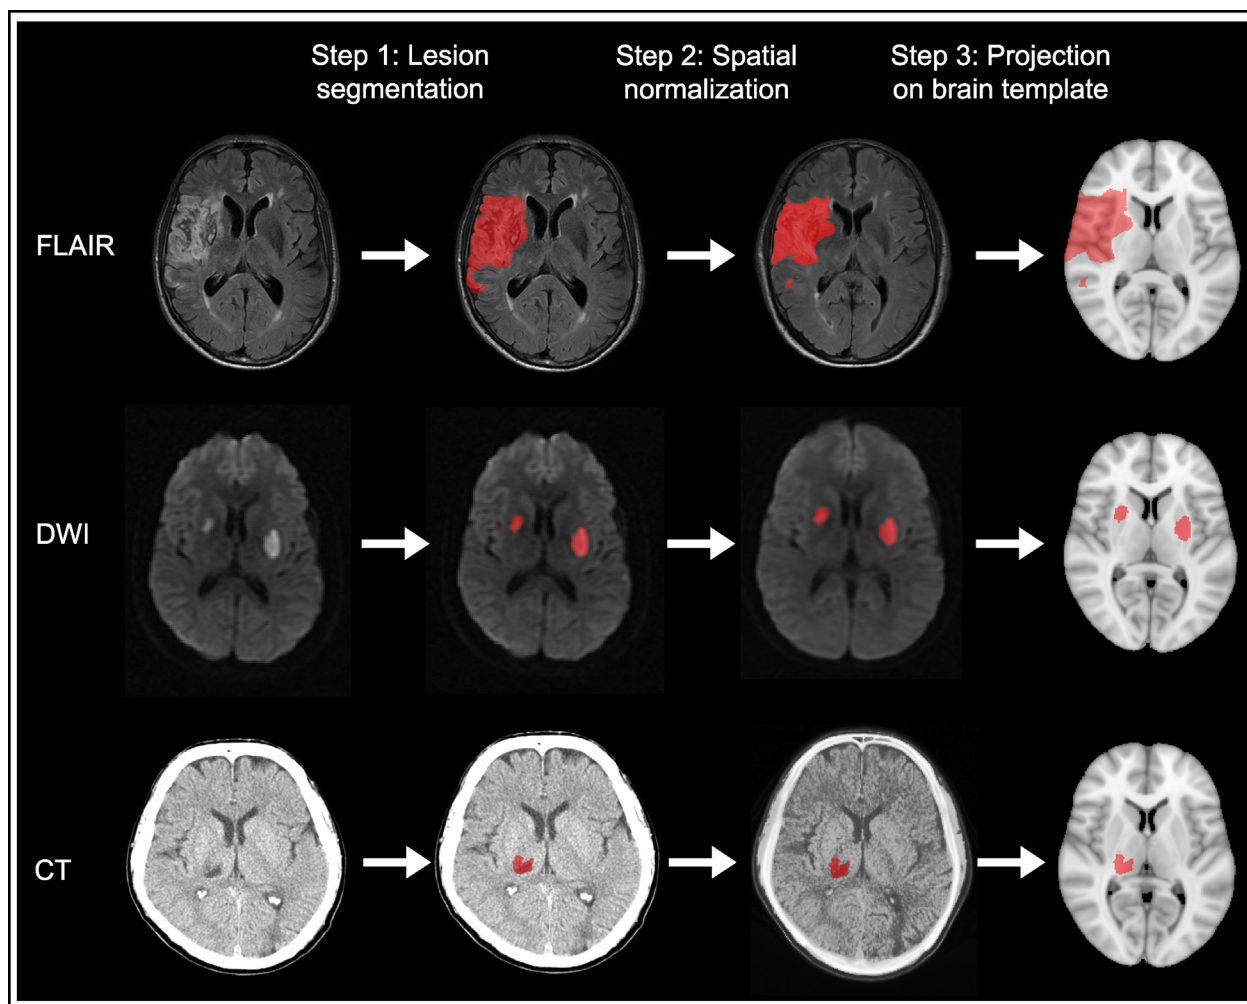 Step 1: Lesion
segmentation
Step 2: Spatial
normalization
Step 3: Projection
on brain template
FLAIR
DWI
CT